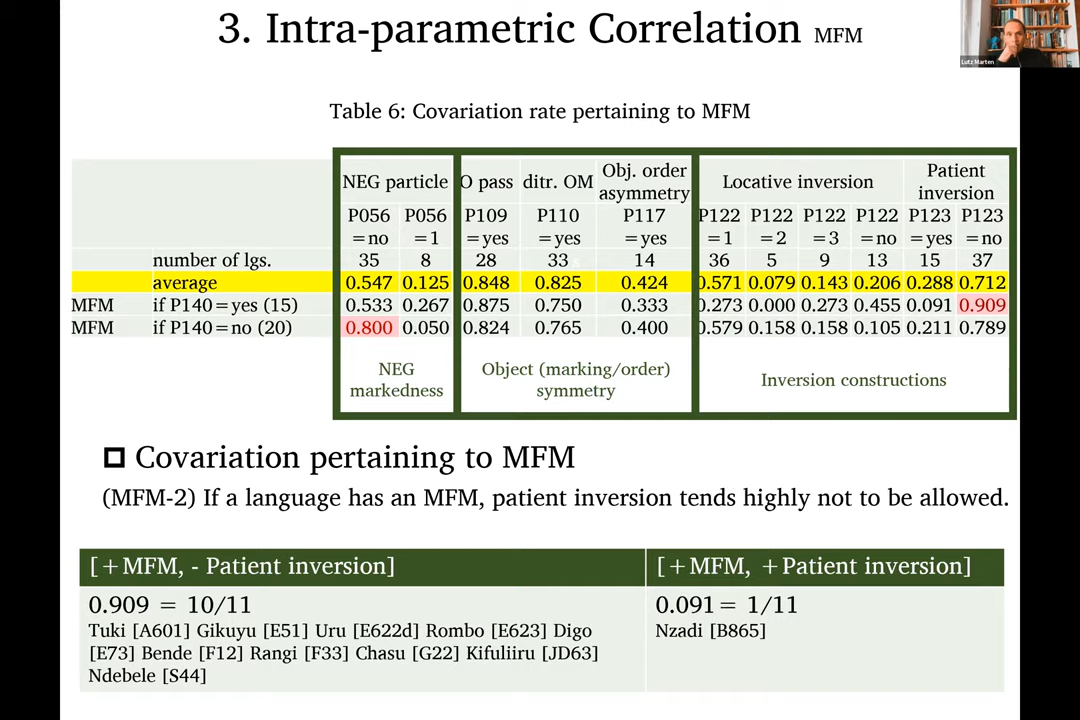 3. Intra-parametric Correlation MFM
Lutz Marten
Table 6: Covariation rate pertaining to MFM
NEG particle O pass ditr. OM Obj. order asymmetry Locative inversion Patient inversion
P056 P056 P109 P110 P117 P122 P122 P122 P122 P123 P123
=no =1 =yes =yes =yes =1 =2 =3 =no =yes =no
number of lgs. 35 8 28 33 14 36 5 9 13 15 37
average 0.547 0.125 0.848 0.825 0.424 0.571 0.079 0.143 0.206 0.288 0.712
MFM if P140=yes (15) 0.533 0.267 0.875 0.750 0.333 0.273 0.000 0.273 0.455 0.091 0.909
MFM if P140=no (20) 0.800 0.050 0.824 0.765 0.400 0.579 0.158 0.158 0.105 0.211 0.789
NEG markedness
Object (marking/order) symmetry
Inversion constructions
Covariation pertaining to MFM
(MFM-2) If a language has an MFM, patient inversion tends highly not to be allowed.
[+MFM, - Patient inversion] [+MFM, +Patient inversion]
0.909 = 10/11 0.091= 1/11
Tuki [A601] Gikuyu [E51] Uru [E622d] Rombo [E623] Digo Nzadi [B865]
[E73] Bende [F12] Rangi [F33] Chasu [G22] Kifuliiru [JD63]
Ndebele [S44]